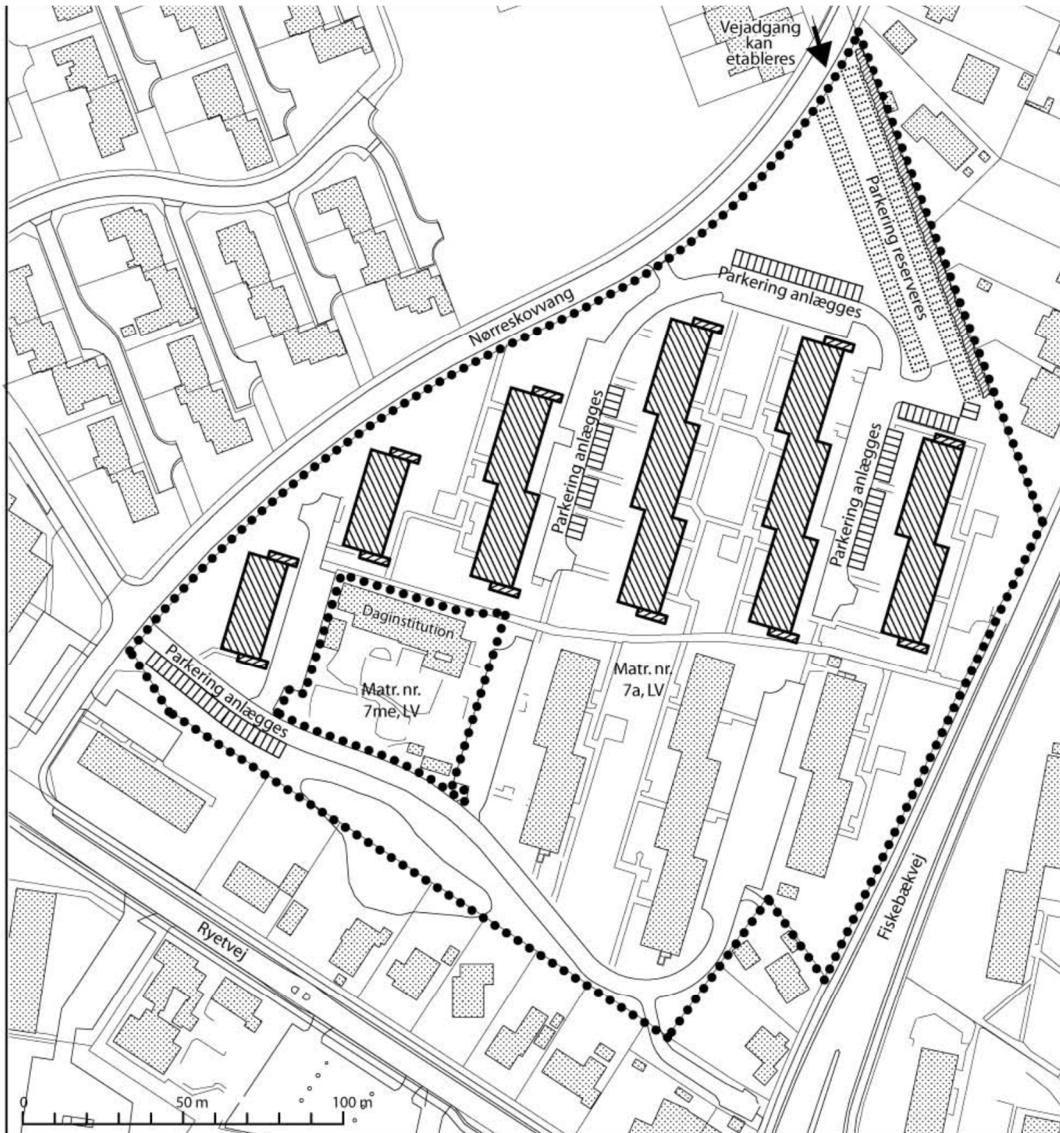 Vejadgang
kan
etableres
Parkering reserveres
Parkering anlægges
Nørreskovvang
Parkering anlægges
Parkering anlægges
Daginstitution
Parkering anlægges
Matr. nr.
7me, LV
Matr. nr.
7a, LV
Fiskebækvej
Ryetvej
0 50 m 100 m